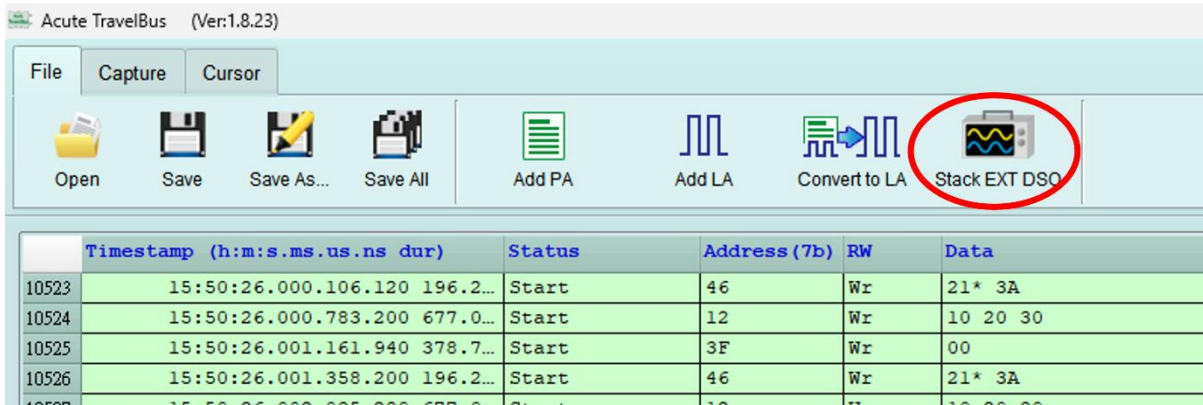 Acute TravelBus (Ver:1.8.23)
File Capture Cursor
Open Save Save As... Save All Add PA Add LA Convert to LA Stack EXT DSO
Timestamp (h:m:s.ms.us.ns dur) Status Address(7b) RW Data
10523 15:50:26.000.106.120 196.2... Start 46 Wr 21* 3A
10524 15:50:26.000.783.200 677.0... Start 12 Wr 10 20 30
10525 15:50:26.001.161.940 378.7... Start 3F Wr 00
10526 15:50:26.001.358.200 196.2... Start 46 Wr 21* 3A